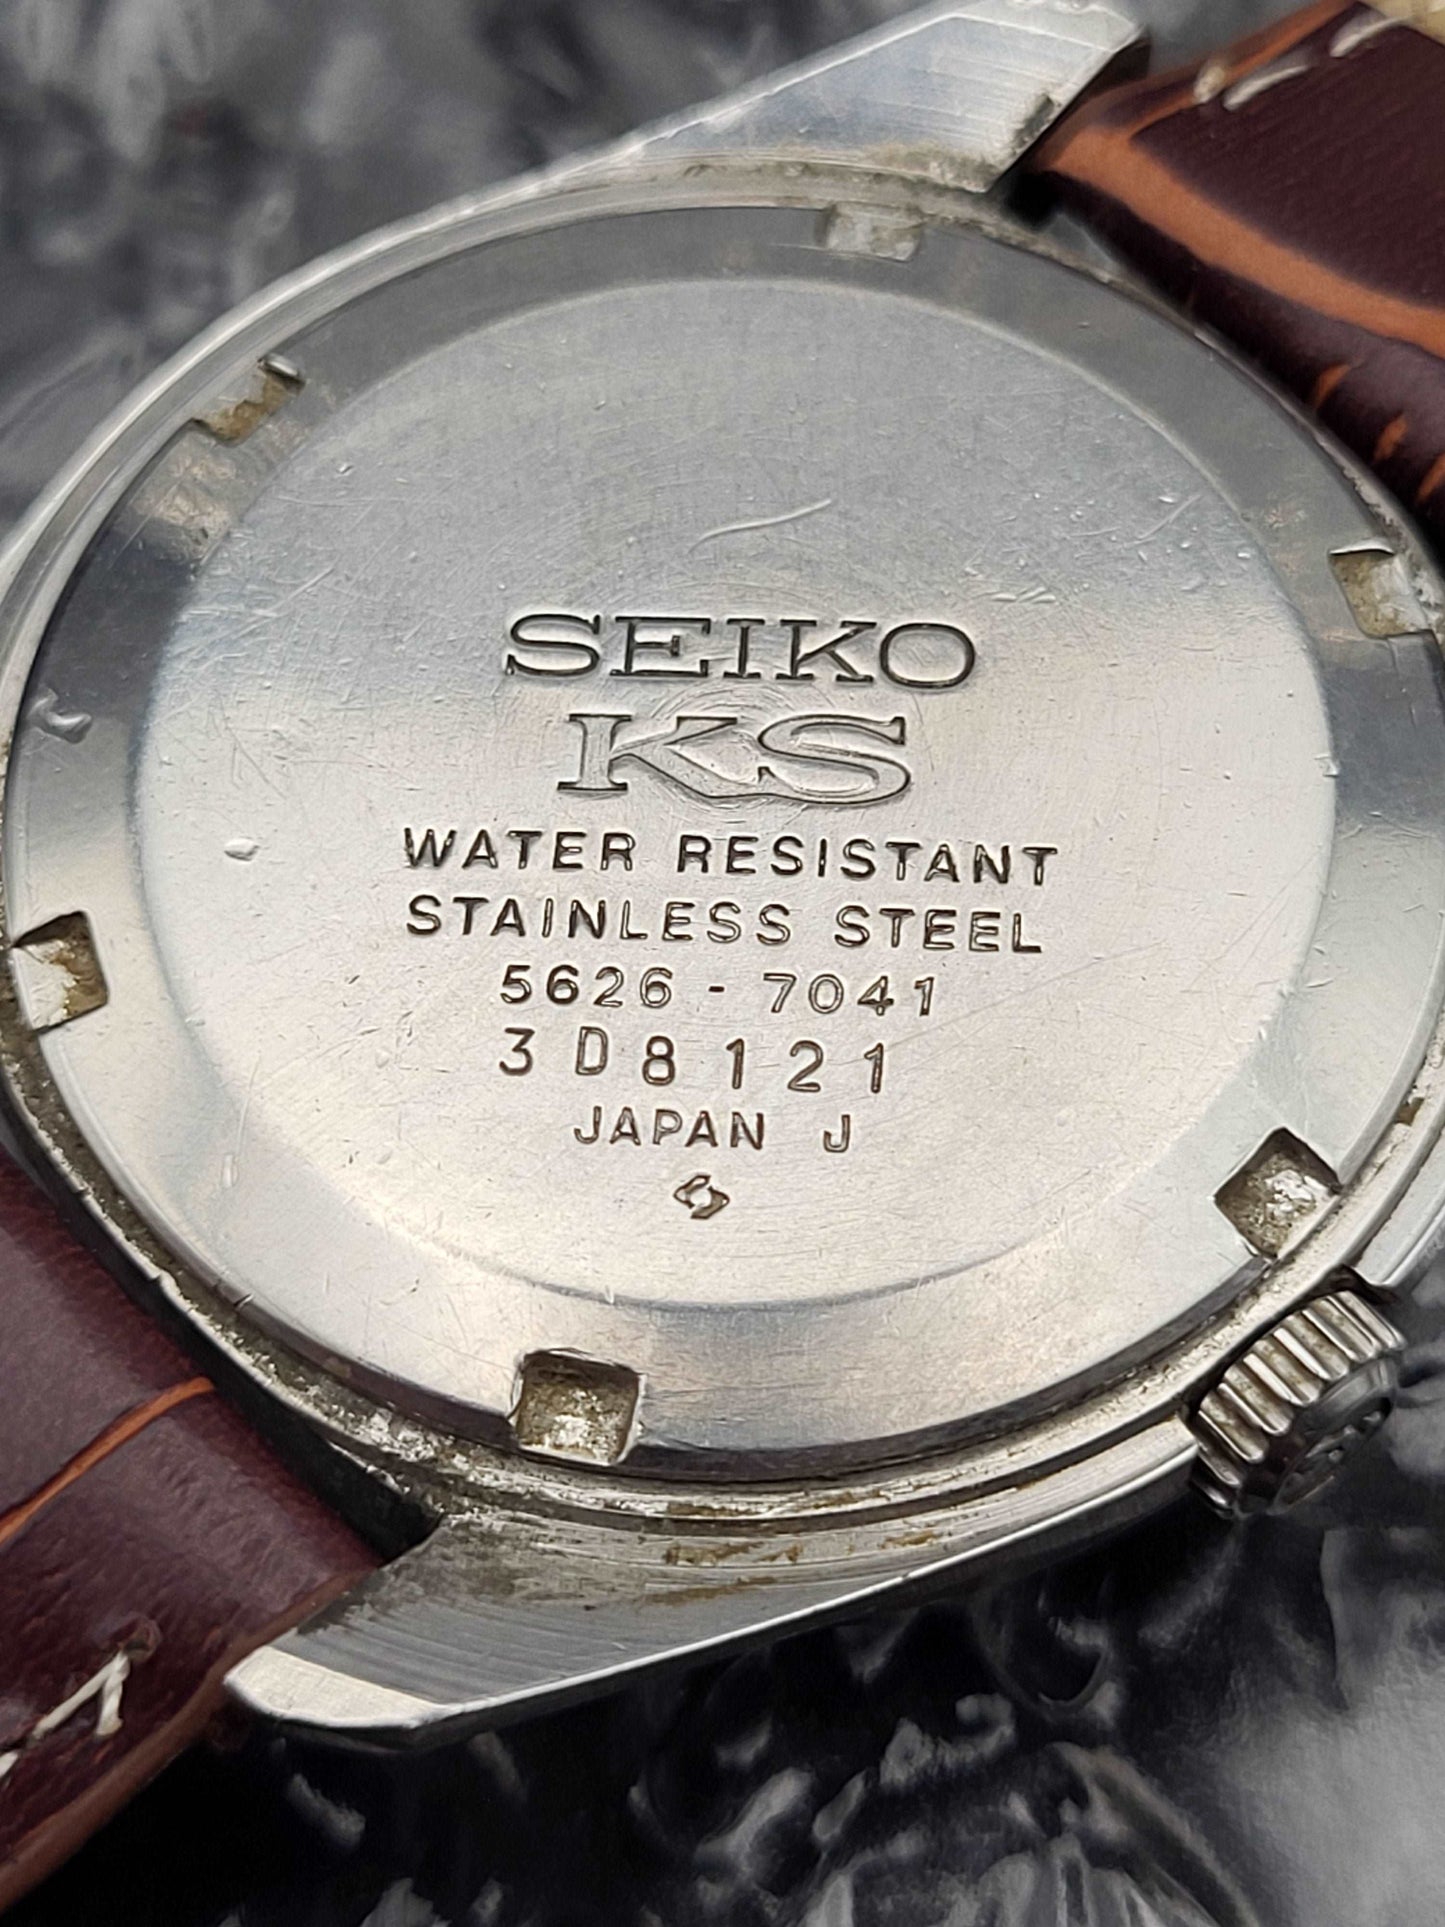 SEIKO
KS
WATER RESISTANT
STAINLESS STEEL
5626-7041
3D8121
JAPAN J